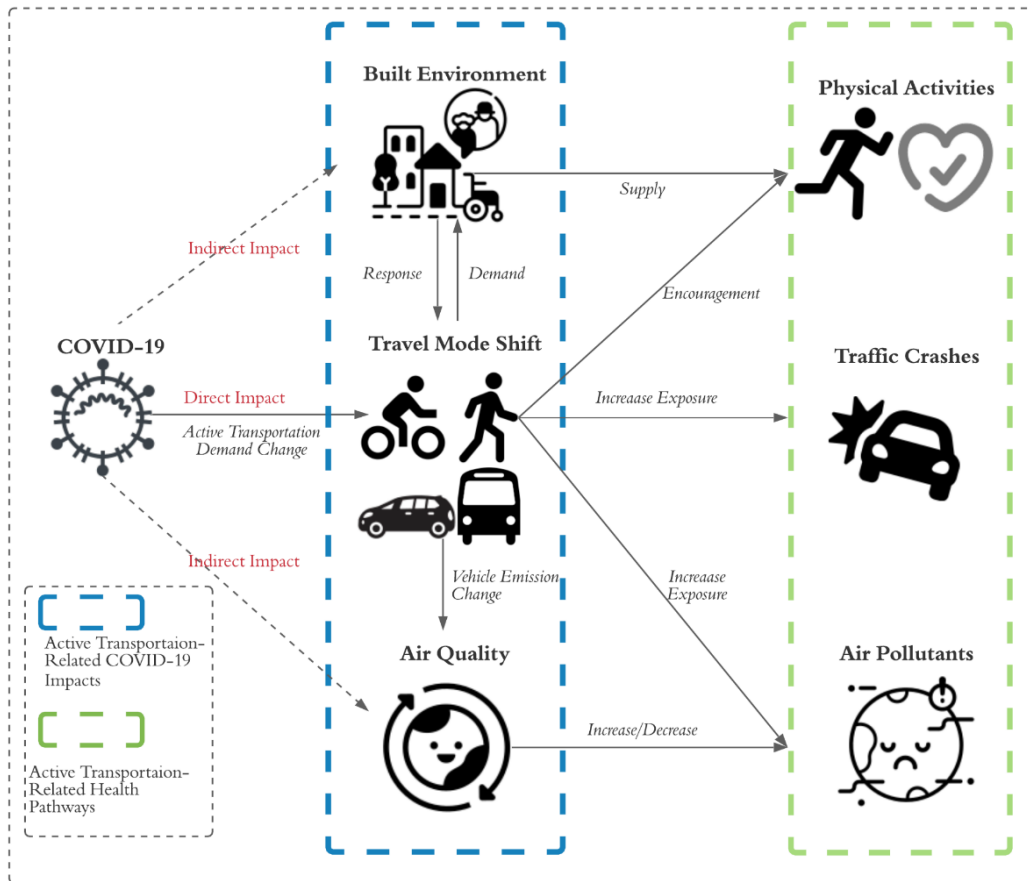 Built Environment
Physical Activities
Supply
Indirect Impact
Response
Demand
Encouragement
COVID-19
Travel Mode Shift
Traffic Crashes
Direct Impact
Active Transportation
Demand Change
Increaase Exposure
Indirect Impact
Vehicle Emission
Change
Increaase
Exposure
Active Transportaion-
Related COVID-19
Impacts
Air Quality
Air Pollutants
Increase/Decrease
Active Transportaion-
Related Health
Pathways